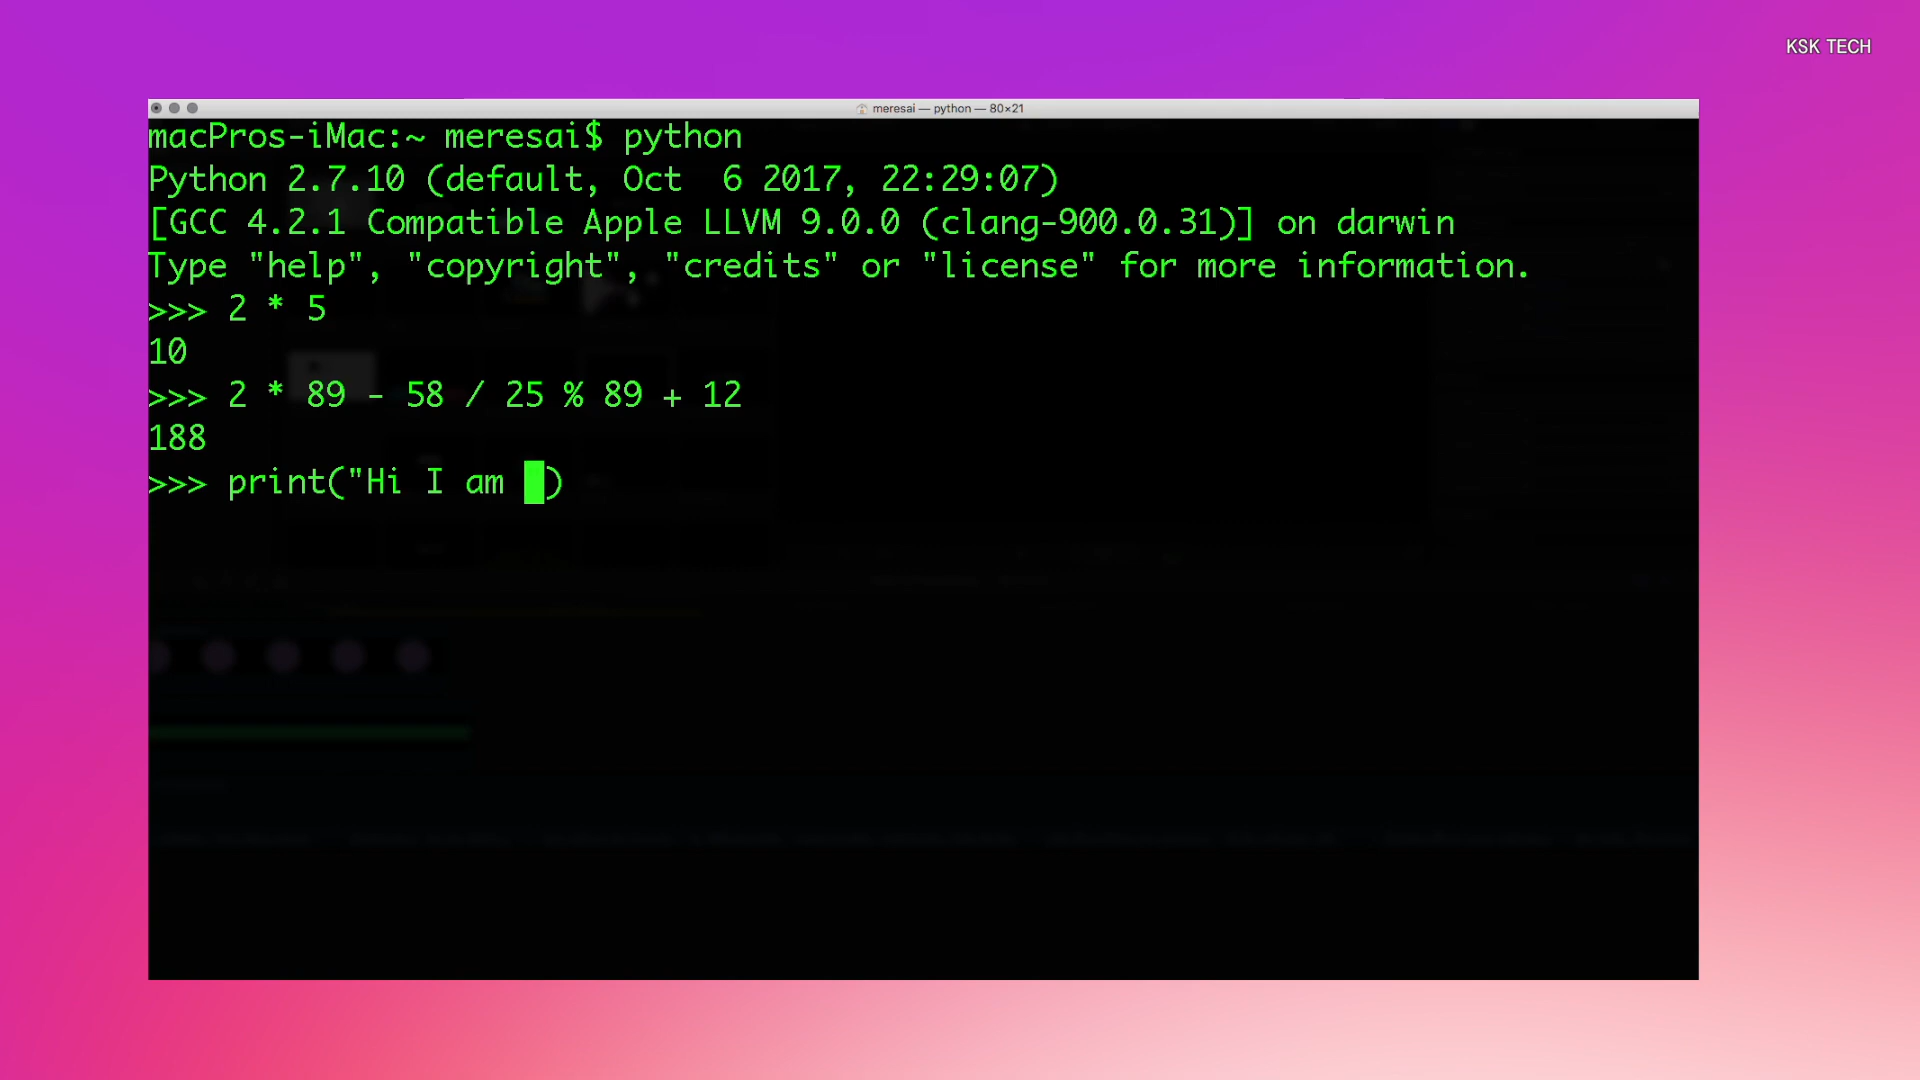 KSK TECH
meresai — python — 80×21
macPros-iMac:~ meresai$ python
Python 2.7.10 (default, Oct  6 2017, 22:29:07)
[GCC 4.2.1 Compatible Apple LLVM 9.0.0 (clang-900.0.31)] on darwin
Type "help", "copyright", "credits" or "license" for more information.
>>> 2 * 5
10
>>> 2 * 89 - 58 / 25 % 89 + 12
188
>>> print("Hi I am )